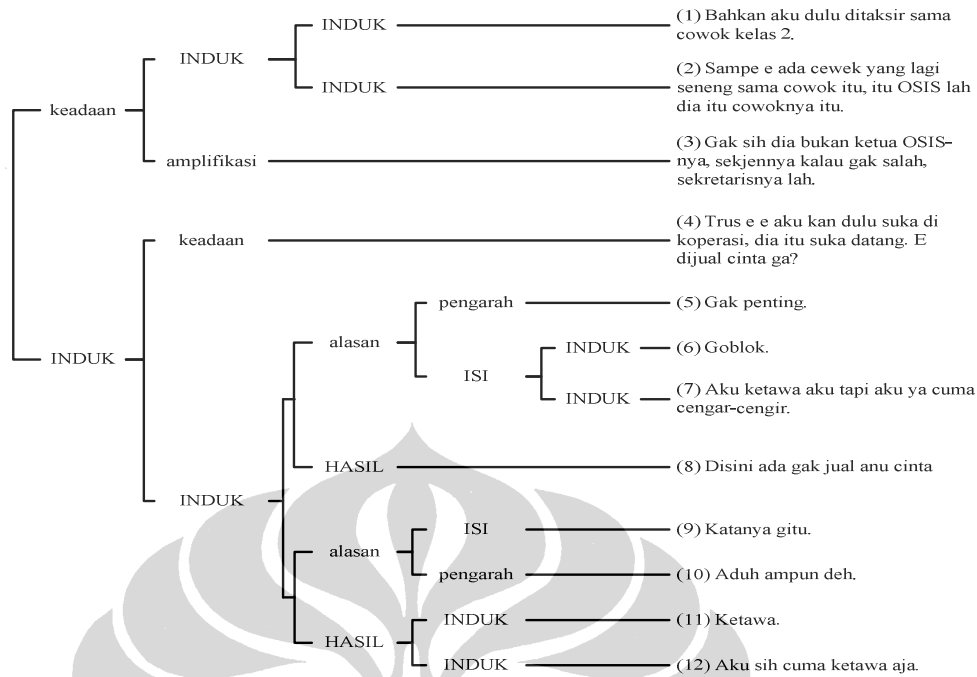 INDUK
(1) Bahkan aku dulu ditaksir sama
cowok kelas 2.
INDUK
INDUK
(2) Sampe e ada cewek yang lagi
seneng sama cowok itu, itu OSIS lah
dia itu cowoknya itu.
keadaan
amplifikasi
(3) Gak sih dia bukan ketua OSIS-
nya, sekjennya kalau gak salah,
sekretarisnya lah.
keadaan
(4) Trus e e aku kan dulu suka di
koperasi, dia itu suka datang. E
dijual cinta ga?
pengarah
(5) Gak penting.
alasan
INDUK
INDUK
(6) Goblok.
ISI
INDUK
(7) Aku ketawa aku tapi aku ya cuma
cengar-cengir.
HASIL
(8) Disini ada gak jual anu cinta
INDUK
ISI
(9) Katanya gitu.
alasan
pengarah
(10) Aduh ampun deh.
INDUK
(11) Ketawa.
HASIL
INDUK
(12) Aku sih cuma ketawa aja.